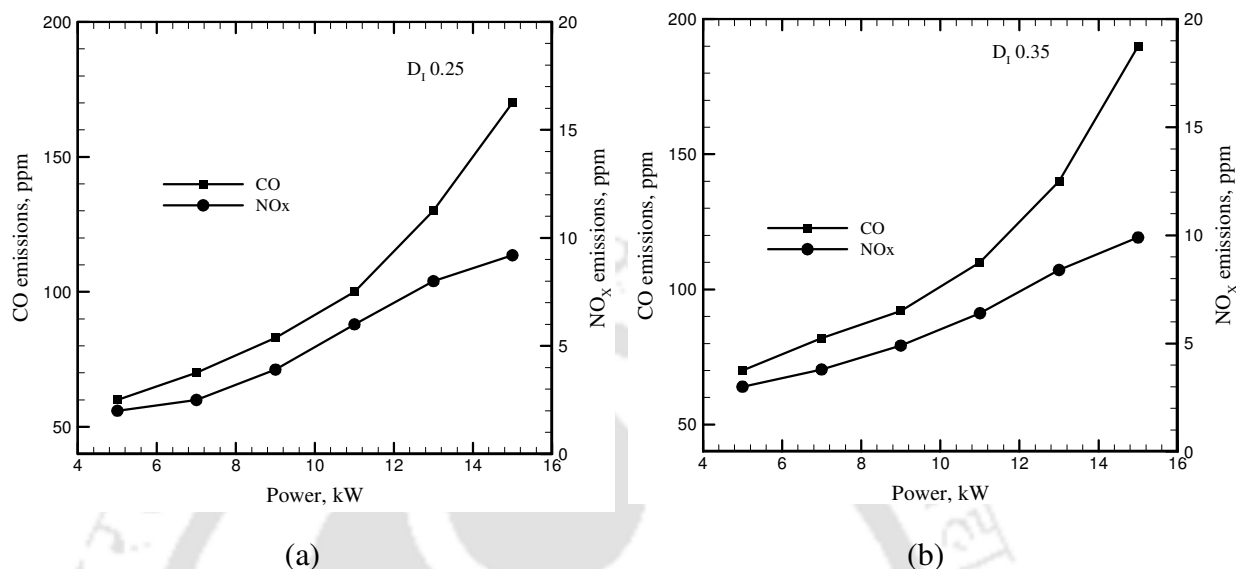 200
150
100
50
CO emissions, ppm
D_I 0.25
CO
NOx
20
15
10
5
0
NO_X emissions, ppm
4 6 8 10 12 14 16
Power, kW
(a)
200
150
100
50
CO emissions, ppm
D_I 0.35
CO
NOx
20
15
10
5
0
NO_X emissions, ppm
4 6 8 10 12 14 16
Power, kW
(b)